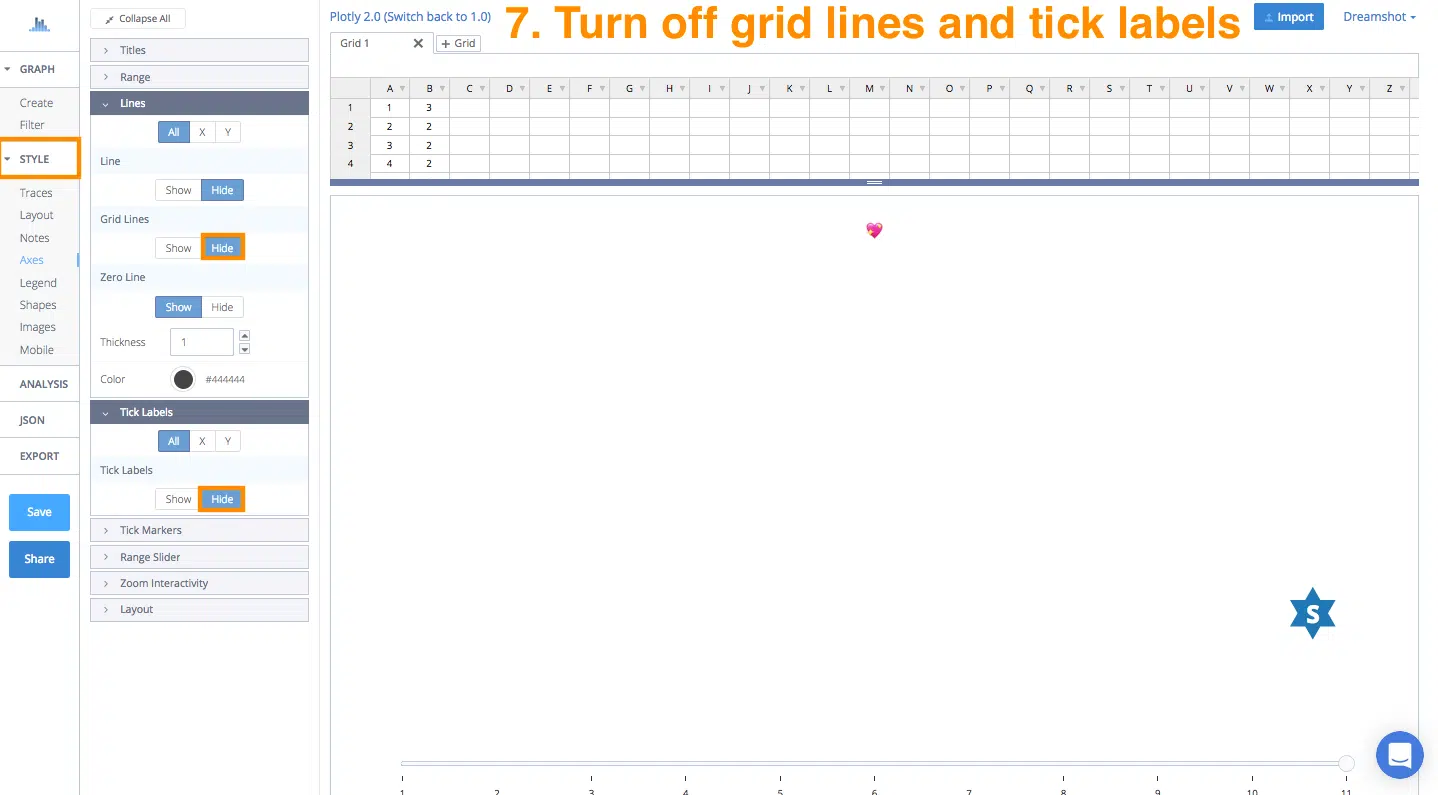 Plotly 2.0 (Switch back to 1.0)
7. Turn off grid lines and tick labels
Import
Dreamshot
Collapse All
GRAPH
Create
Filter
STYLE
Traces
Layout
Notes
Axes
Legend
Shapes
Images
Mobile
ANALYSIS
JSON
EXPORT
Save
Share
Titles
Range
Lines
All X Y
Line
Show Hide
Grid Lines
Show Hide
Zero Line
Show Hide
Thickness 1
Color #444444
Tick Labels
All X Y
Tick Labels
Show Hide
Tick Markers
Range Slider
Zoom Interactivity
Layout
Grid 1
+ Grid
A B C D E F G H I J K L M N O P Q R S T U V W X Y Z
1 1 3
2 2 2
3 3 2
4 4 2
S
1 2 3 4 5 6 7 8 9 10 11